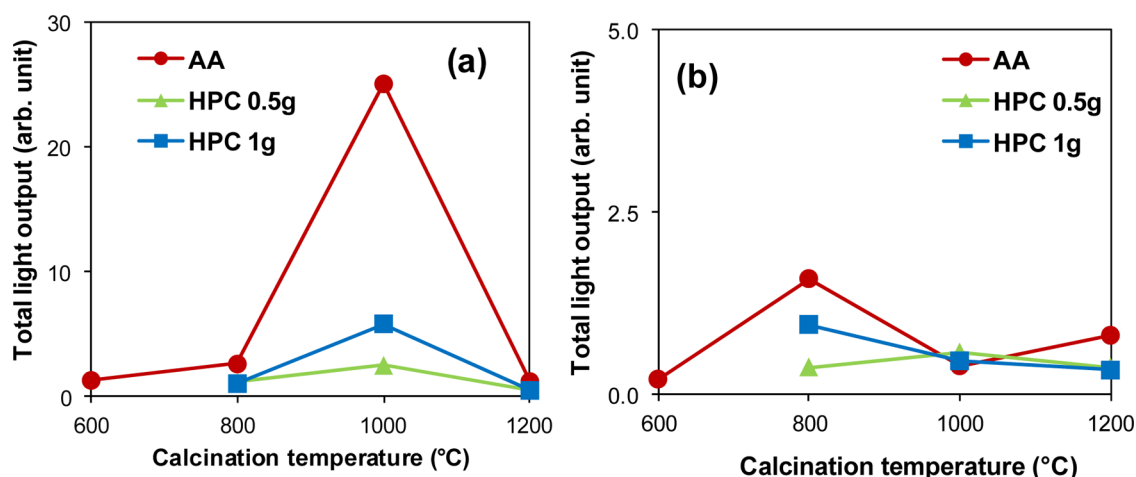 Total light output (arb. unit)
30
20
10
0
AA
HPC 0.5g
HPC 1g
(a)
600 800 1000 1200
Calcination temperature (°C)
Total light output (arb. unit)
5.0
2.5
0.0
(b)
AA
HPC 0.5g
HPC 1g
600 800 1000 1200
Calcination temperature (°C)